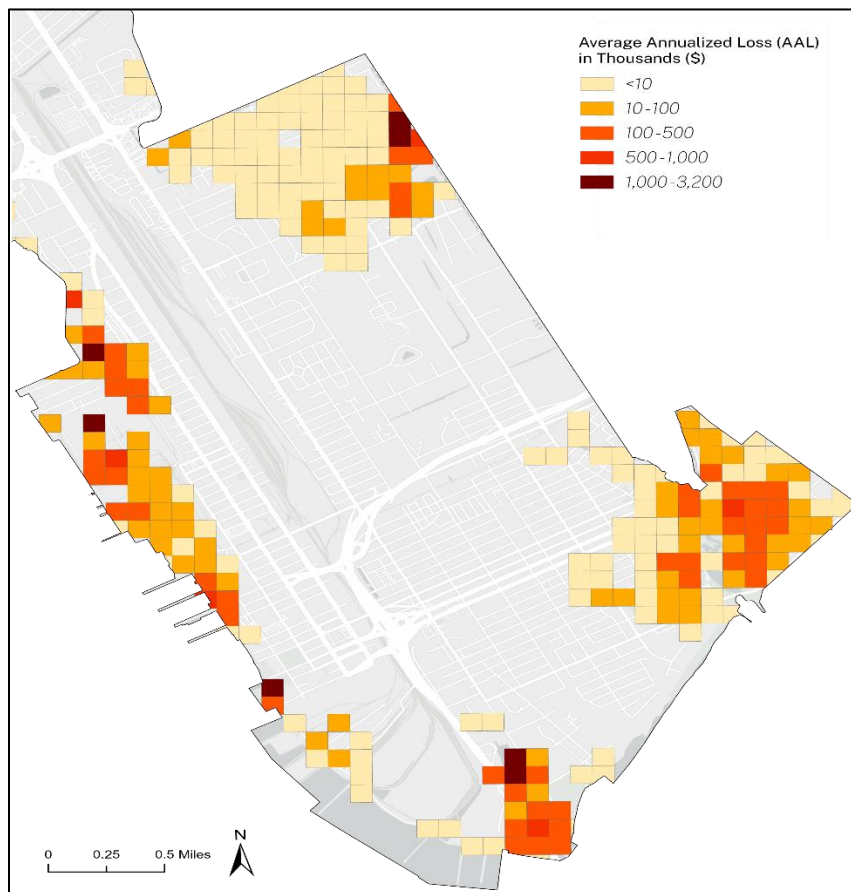 Average Annualized Loss (AAL)
in Thousands ($)
<10
10-100
100-500
500-1,000
1,000-3,200
N
0 0.25 0.5 Miles